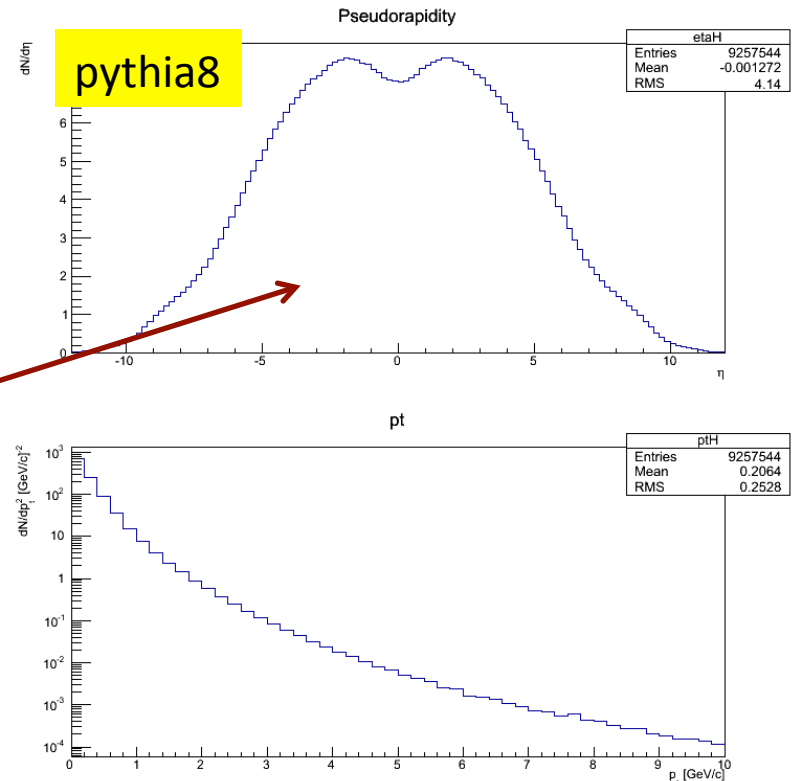 Pseudorapidity
dN/dη
pythia8
etaH
Entries 9257544
Mean -0.001272
RMS 4.14
6
5
4
3
2
1
0
-10 -5 0 5 10
η
pt
dN/dp²ₜ [GeV/c]⁻²
ptH
Entries 9257544
Mean 0.2064
RMS 0.2528
10³
10²
10
1
10⁻¹
10⁻²
10⁻³
10⁻⁴
0 1 2 3 4 5 6 7 8 9 10
[GeV/c]